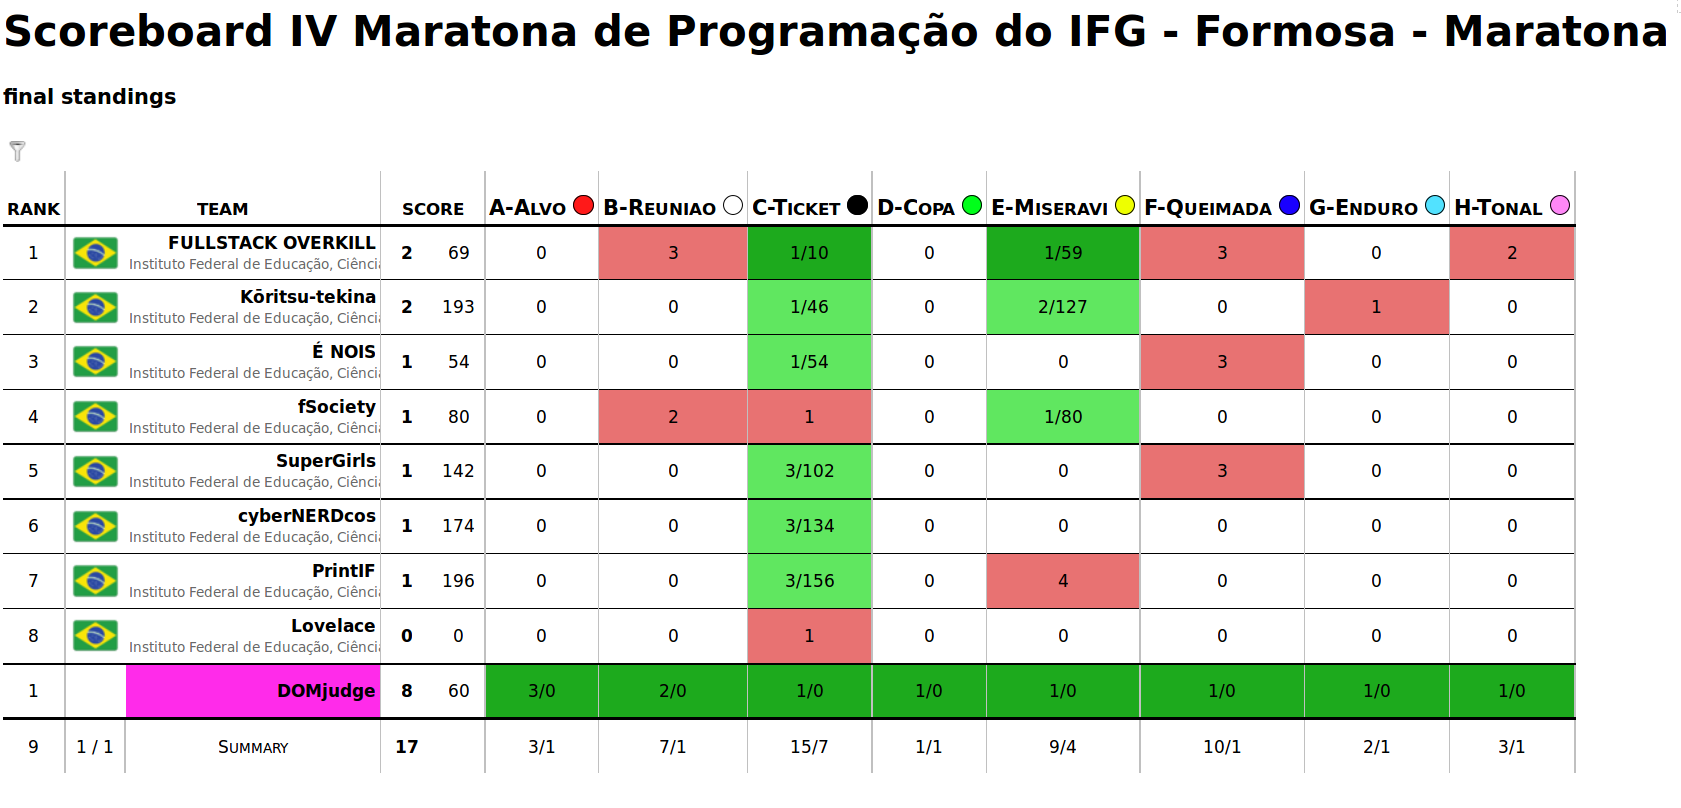 Scoreboard IV Maratona de Programação do IFG - Formosa - Maratona
final standings
RANK TEAM SCORE A-ALVO B-REUNIAO C-TICKET D-COPA E-MISERAVI F-QUEIMADA G-ENDURO H-TONAL
1 FULLSTACK OVERKILL 2 69 0 3 1/10 0 1/59 3 0 2
Instituto Federal de Educação, Ciência
2 Kōritsu-tekina 2 193 0 0 1/46 0 2/127 0 1 0
Instituto Federal de Educação, Ciência
3 É NOIS 1 54 0 0 1/54 0 0 3 0 0
Instituto Federal de Educação, Ciência
4 fSociety 1 80 0 2 1 0 1/80 0 0 0
Instituto Federal de Educação, Ciência
5 SuperGirls 1 142 0 0 3/102 0 0 3 0 0
Instituto Federal de Educação, Ciência
6 cyberNERDcos 1 174 0 0 3/134 0 0 0 0 0
Instituto Federal de Educação, Ciência
7 PrintIF 1 196 0 0 3/156 0 4 0 0 0
Instituto Federal de Educação, Ciência
8 Lovelace 0 0 0 0 1 0 0 0 0 0
Instituto Federal de Educação, Ciência
1 DOMjudge 8 60 3/0 2/0 1/0 1/0 1/0 1/0 1/0 1/0
9 1 / 1 SUMMARY 17 3/1 7/1 15/7 1/1 9/4 10/1 2/1 3/1